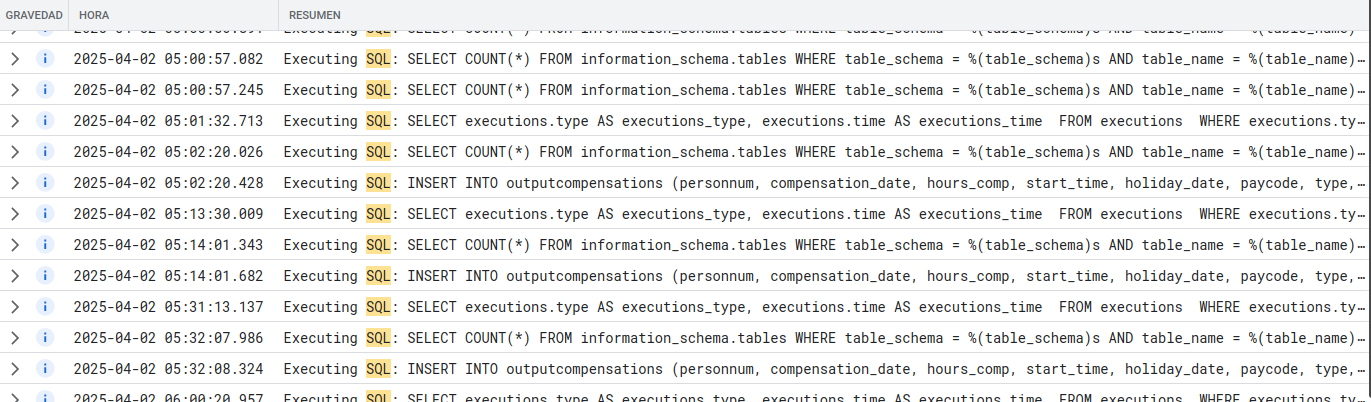 GRAVEDAD HORA RESUMEN
Executing SQL: SELECT COUNT(*) FROM information_schema.tables WHERE table_schema = %(table_schema)s AND table_name = %(table_name)…
2025-04-02 05:00:57.082 Executing SQL: SELECT COUNT(*) FROM information_schema.tables WHERE table_schema = %(table_schema)s AND table_name = %(table_name)…
2025-04-02 05:00:57.245 Executing SQL: SELECT COUNT(*) FROM information_schema.tables WHERE table_schema = %(table_schema)s AND table_name = %(table_name)…
2025-04-02 05:01:32.713 Executing SQL: SELECT executions.type AS executions_type, executions.time AS executions_time FROM executions WHERE executions.ty…
2025-04-02 05:02:20.026 Executing SQL: SELECT COUNT(*) FROM information_schema.tables WHERE table_schema = %(table_schema)s AND table_name = %(table_name)…
2025-04-02 05:02:20.428 Executing SQL: INSERT INTO outputcompensations (personnum, compensation_date, hours_comp, start_time, holiday_date, paycode, type,…
2025-04-02 05:13:30.009 Executing SQL: SELECT executions.type AS executions_type, executions.time AS executions_time FROM executions WHERE executions.ty…
2025-04-02 05:14:01.343 Executing SQL: SELECT COUNT(*) FROM information_schema.tables WHERE table_schema = %(table_schema)s AND table_name = %(table_name)…
2025-04-02 05:14:01.682 Executing SQL: INSERT INTO outputcompensations (personnum, compensation_date, hours_comp, start_time, holiday_date, paycode, type,…
2025-04-02 05:31:13.137 Executing SQL: SELECT executions.type AS executions_type, executions.time AS executions_time FROM executions WHERE executions.ty…
2025-04-02 05:32:07.986 Executing SQL: SELECT COUNT(*) FROM information_schema.tables WHERE table_schema = %(table_schema)s AND table_name = %(table_name)…
2025-04-02 05:32:08.324 Executing SQL: INSERT INTO outputcompensations (personnum, compensation_date, hours_comp, start_time, holiday_date, paycode, type,…
2025-04-02 06:00:20.957 Executing SQL: SELECT executions.type AS executions_type, executions.time AS executions_time FROM executions WHERE executions.ty…